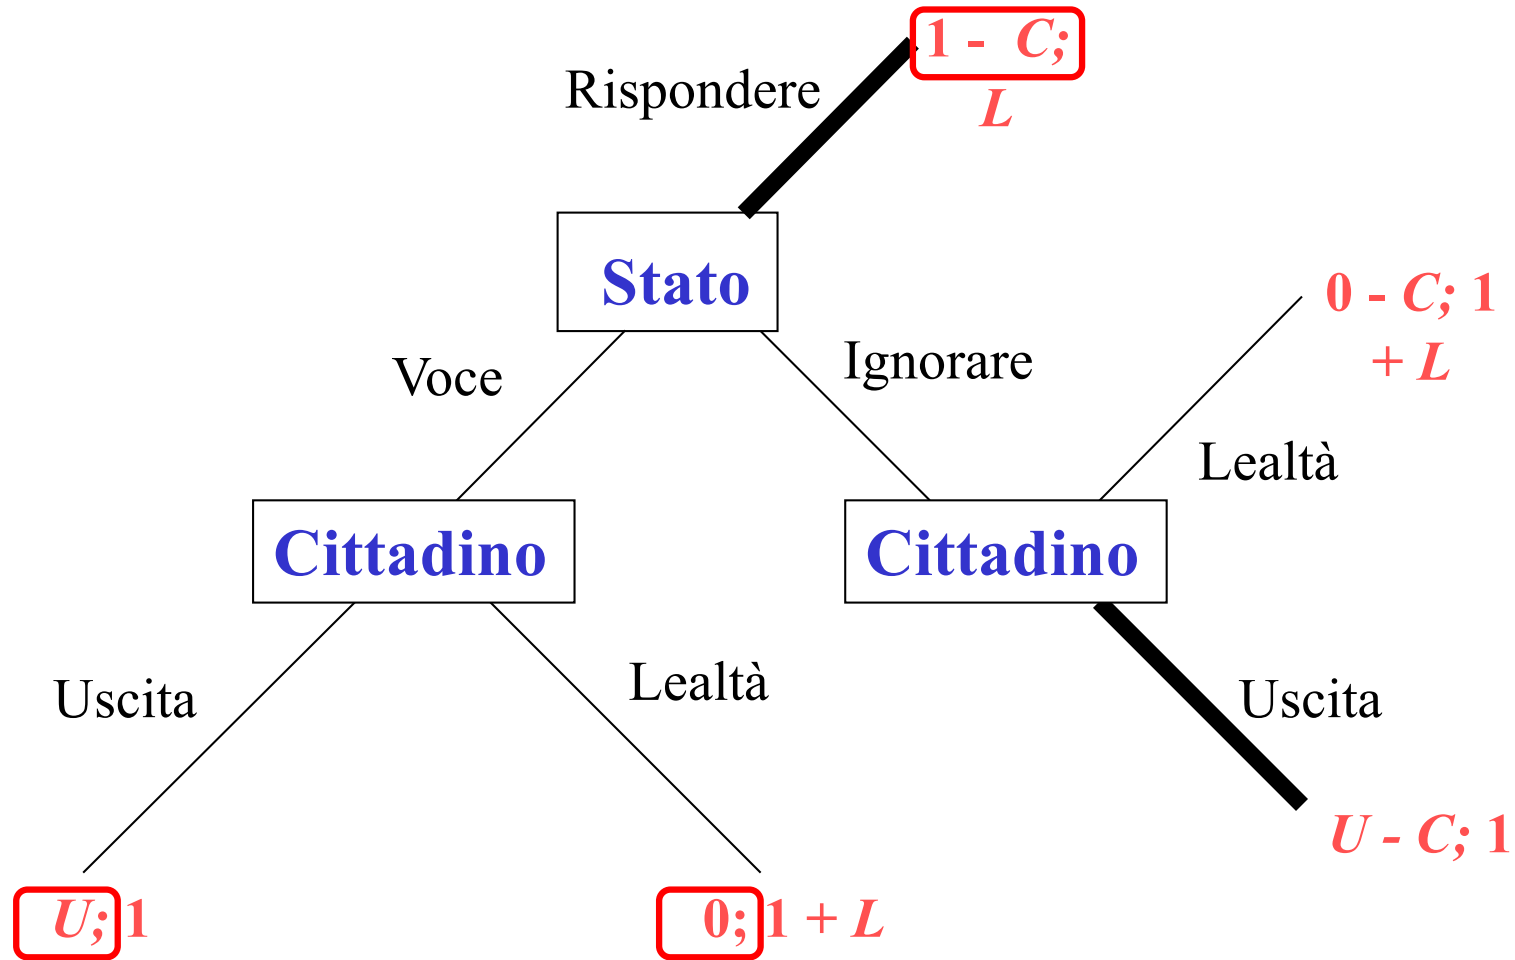 1 - C;
L
Rispondere
Stato
0 - C; 1
+ L
Voce
Ignorare
Lealtà
Cittadino
Cittadino
Uscita
Lealtà
Uscita
U - C; 1
U; 1
0; 1 + L